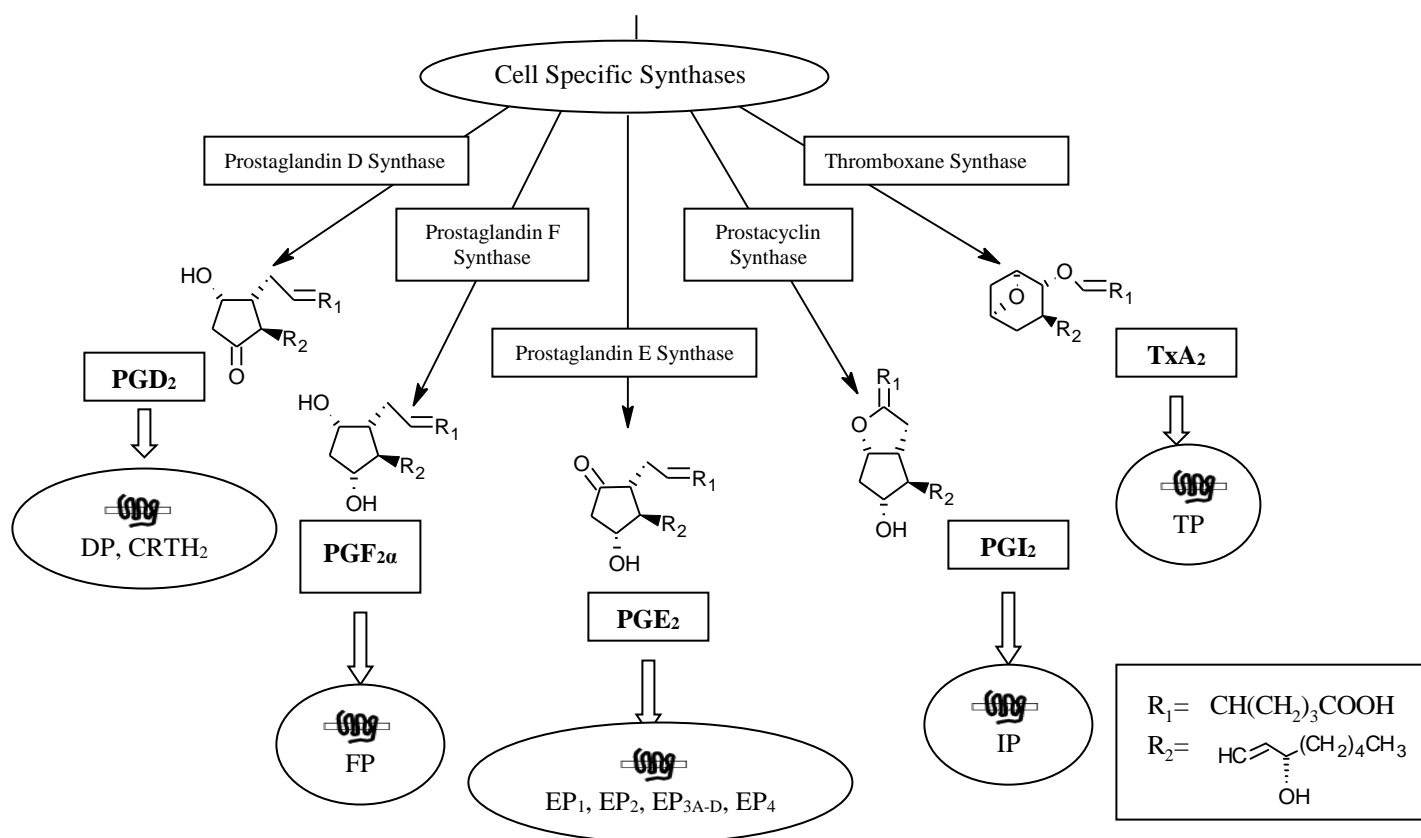 Cell Specific Synthases
Prostaglandin D Synthase
Thromboxane Synthase
Prostaglandin F
Synthase
Prostacyclin
Synthase
Prostaglandin E Synthase
HO
R₁
R₂
O
PGD₂
DP, CRTH₂
HO
R₁
R₂
OH
PGF₂α
FP
O
R₁
R₂
OH
PGE₂
EP₁, EP₂, EP₃A-D, EP₄
R₁
O
R₂
OH
PGI₂
IP
O
O
R₁
R₂
TxA₂
TP
R₁= CH(CH₂)₃COOH
R₂= HC (CH₂)₄CH₃
OH